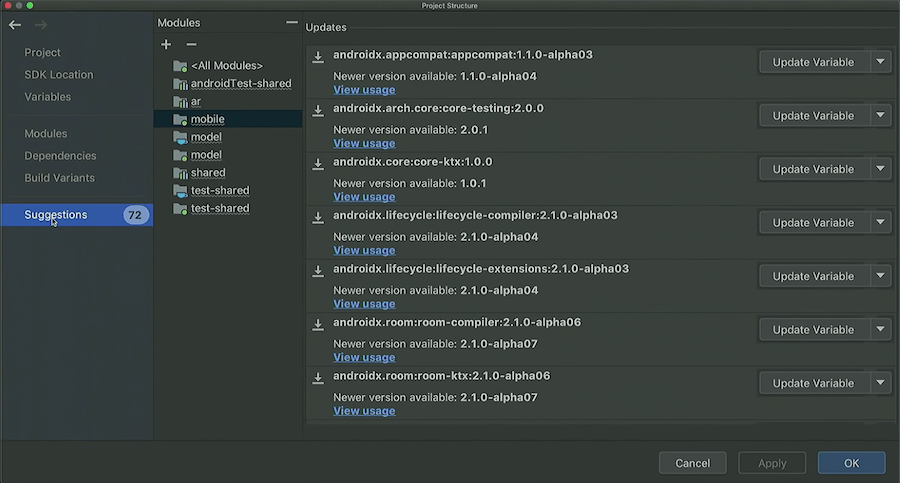 Project Structure
Project
SDK Location
Variables
Modules
Dependencies
Build Variants
Suggestions 72
Modules
<All Modules>
androidTest-shared
ar
mobile
model
model
shared
test-shared
test-shared
Updates
androidx.appcompat:appcompat:1.1.0-alpha03
Newer version available: 1.1.0-alpha04
View usage
Update Variable
androidx.arch.core:core-testing:2.0.0
Newer version available: 2.0.1
View usage
Update Variable
androidx.core:core-ktx:1.0.0
Newer version available: 1.0.1
View usage
Update Variable
androidx.lifecycle:lifecycle-compiler:2.1.0-alpha03
Newer version available: 2.1.0-alpha04
View usage
Update Variable
androidx.lifecycle:lifecycle-extensions:2.1.0-alpha03
Newer version available: 2.1.0-alpha04
View usage
Update Variable
androidx.room:room-compiler:2.1.0-alpha06
Newer version available: 2.1.0-alpha07
View usage
Update Variable
androidx.room:room-ktx:2.1.0-alpha06
Newer version available: 2.1.0-alpha07
View usage
Update Variable
Cancel
Apply
OK